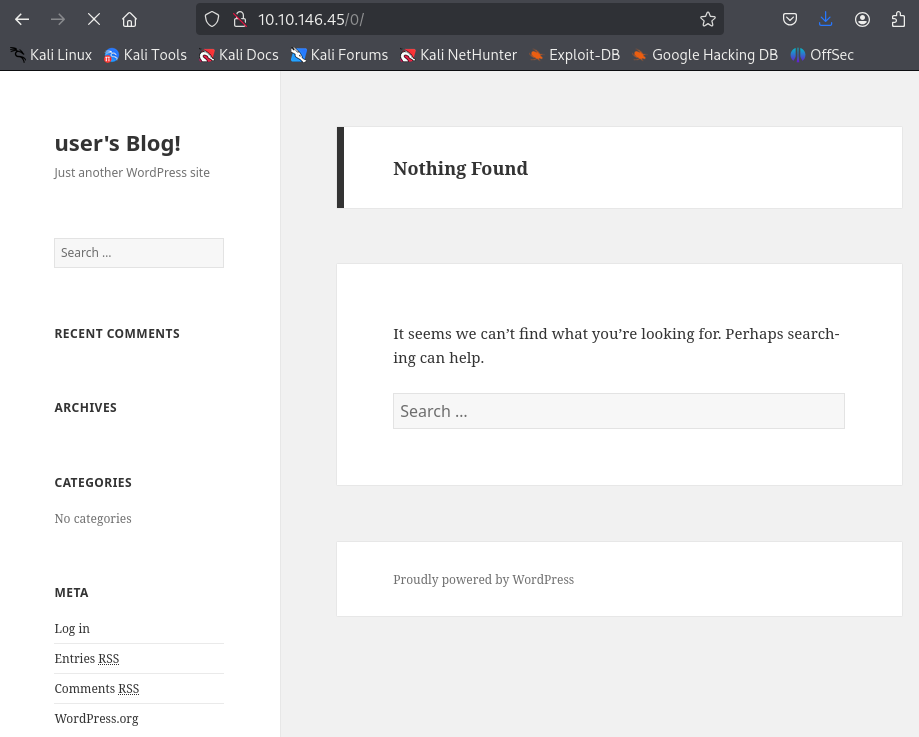 10.10.146.45/0/
Kali Linux Kali Tools Kali Docs Kali Forums Kali NetHunter Exploit-DB Google Hacking DB OffSec
user's Blog!
Just another WordPress site
Search ...
RECENT COMMENTS
ARCHIVES
CATEGORIES
No categories
META
Log in
Entries RSS
Comments RSS
WordPress.org
Nothing Found
It seems we can’t find what you’re looking for. Perhaps search-
ing can help.
Search ...
Proudly powered by WordPress